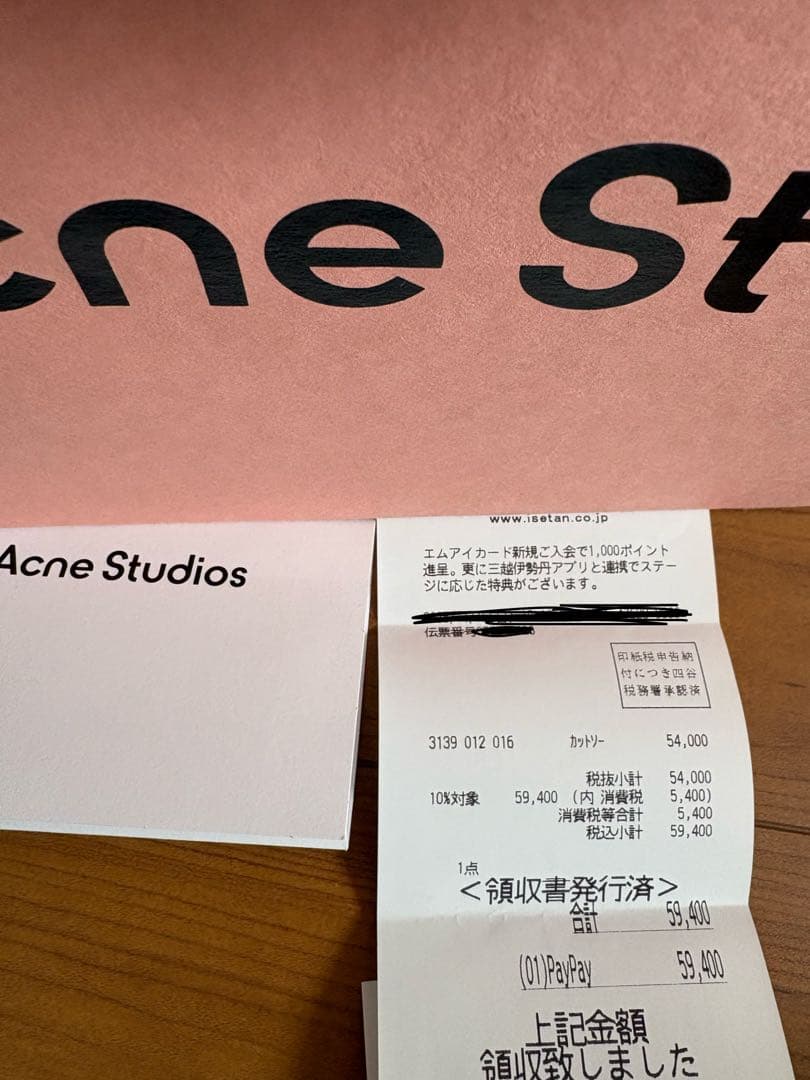 cne St
Acne Studios
www.isetan.co.jp
エムアイカード新規ご入会で1,000ポイント
進呈。更に三越伊勢丹アプリと連携でステー
ジに応じた特典がございます。
伝票番号
印紙税申告納
付につき四谷
税務署承認済
3139 012 016 カットソー 54,000
税抜小計 54,000
10%対象 59,400 (内 消費税 5,400)
消費税等合計 5,400
税込小計 59,400
1点
<領収書発行済>
合計 59,400
(01)PayPay 59,400
上記金額
領収致しました